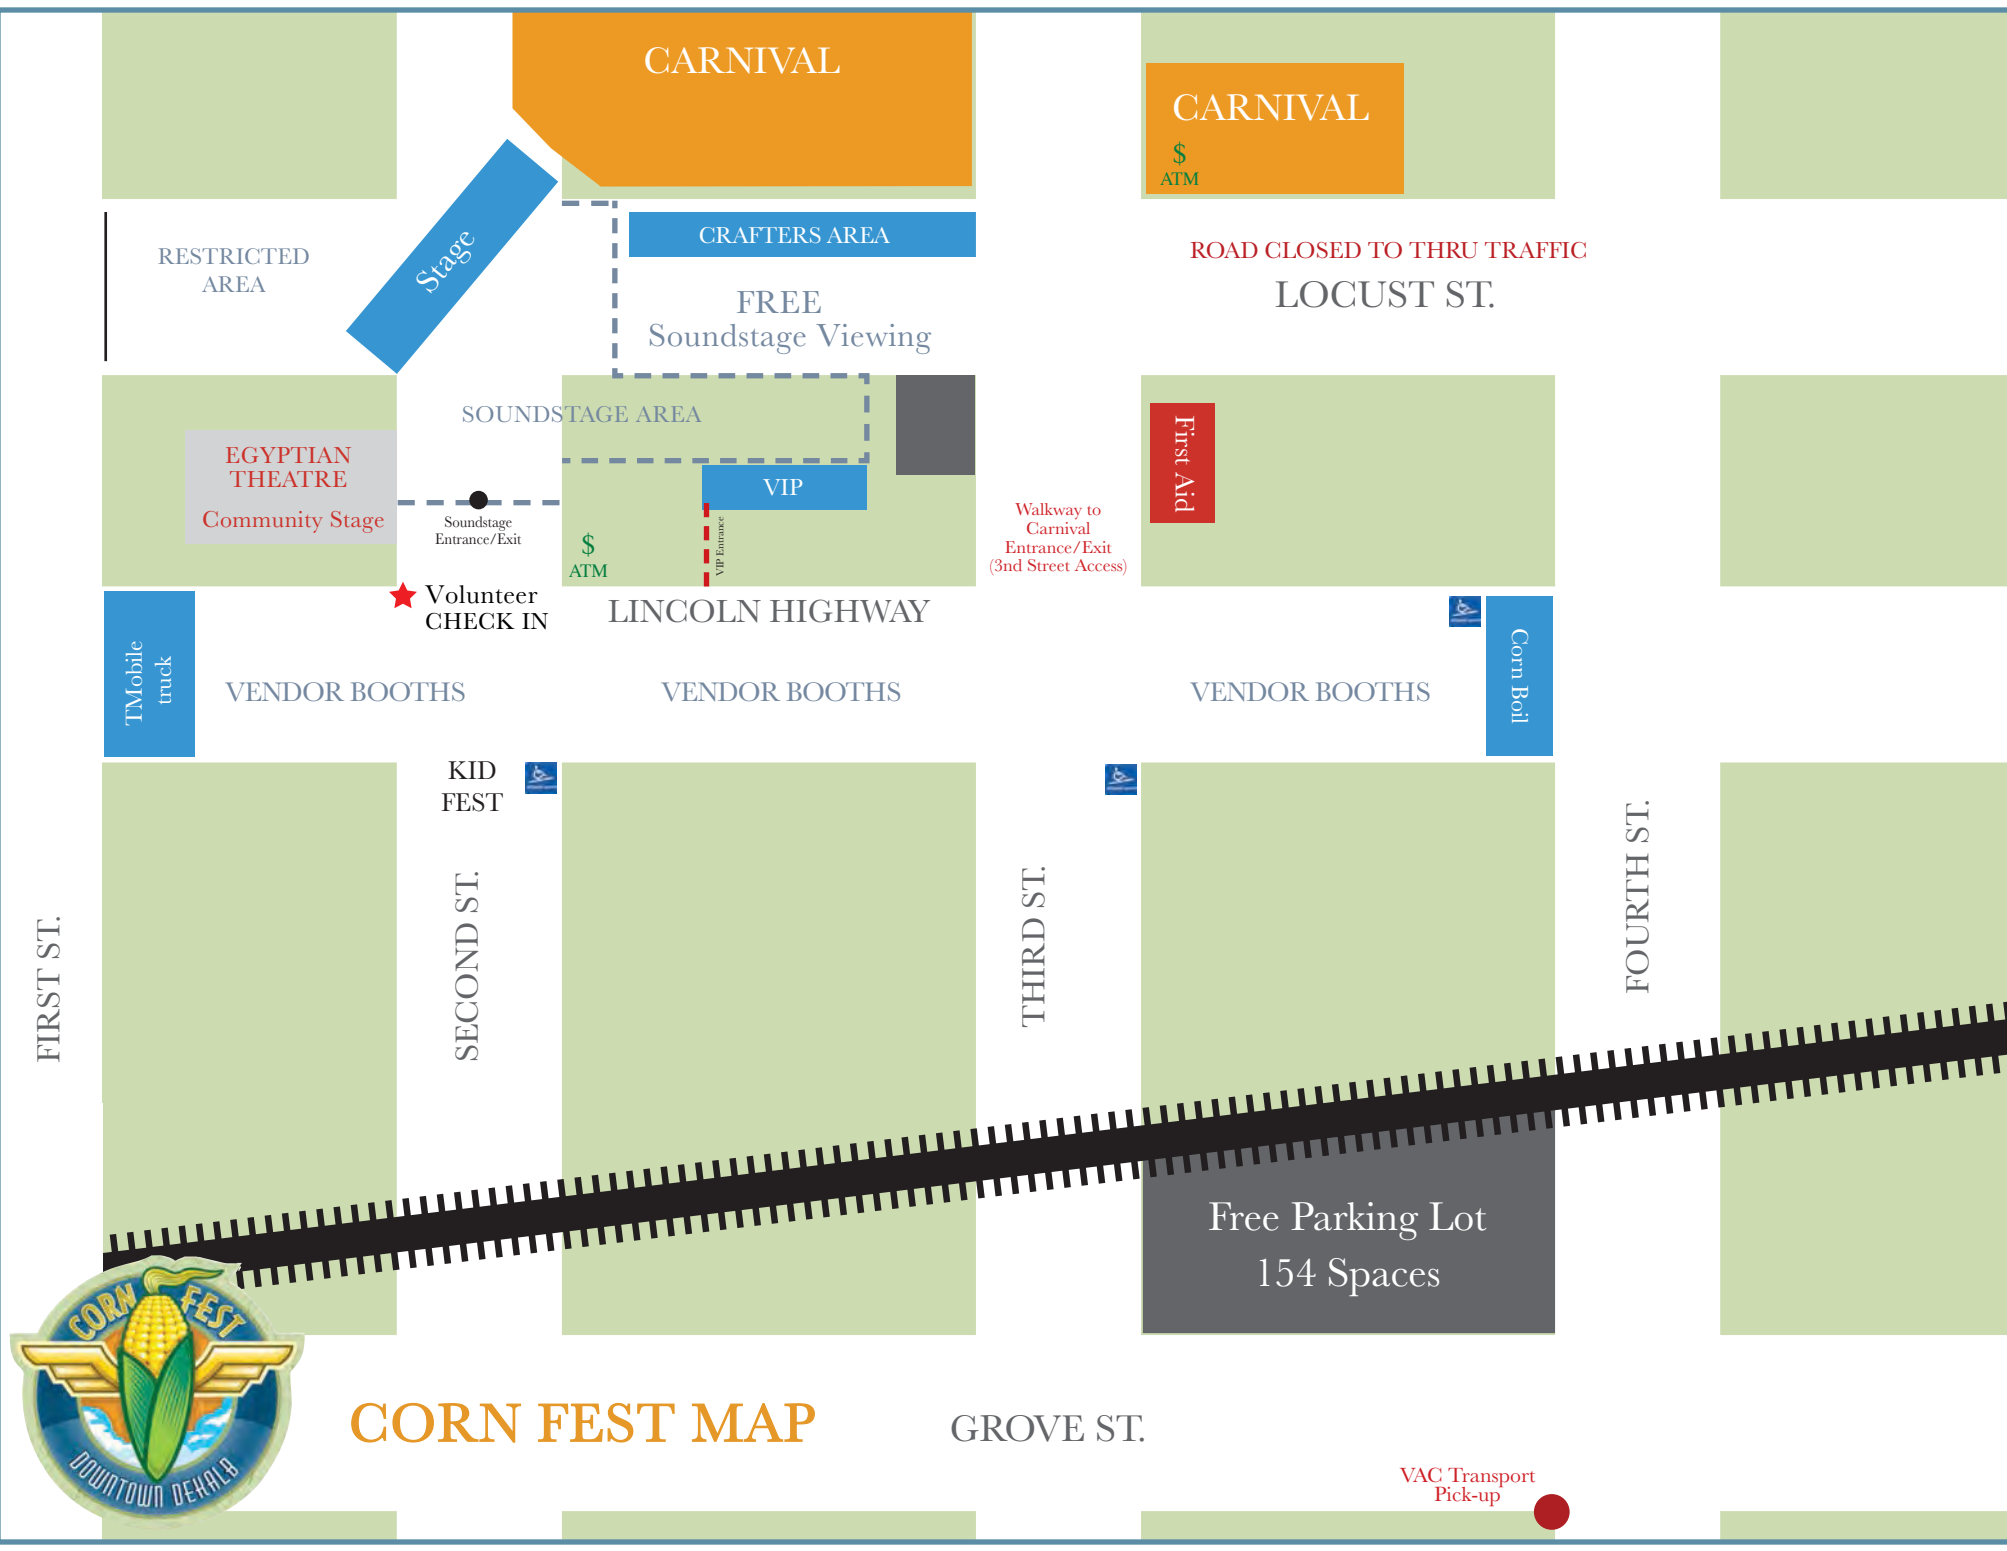 CARNIVAL
CARNIVAL
$
ATM
Stage
RESTRICTED
AREA
CRAFTERS AREA
FREE
Soundstage Viewing
ROAD CLOSED TO THRU TRAFFIC
LOCUST ST.
SOUNDSTAGE AREA
EGYPTIAN
THEATRE
Community Stage
VIP
First Aid
Soundstage
Entrance/Exit
$
ATM
VIP Entrance
Walkway to
Carnival
Entrance/Exit
(3nd Street Access)
Volunteer
CHECK IN
LINCOLN HIGHWAY
TMobile
truck
VENDOR BOOTHS
VENDOR BOOTHS
VENDOR BOOTHS
Corn Boil
KID
FEST
FIRST ST.
SECOND ST.
THIRD ST.
FOURTH ST.
Free Parking Lot
154 Spaces
CORN FEST
DOWNTOWN DEKALB
CORN FEST MAP
GROVE ST.
VAC Transport
Pick-up